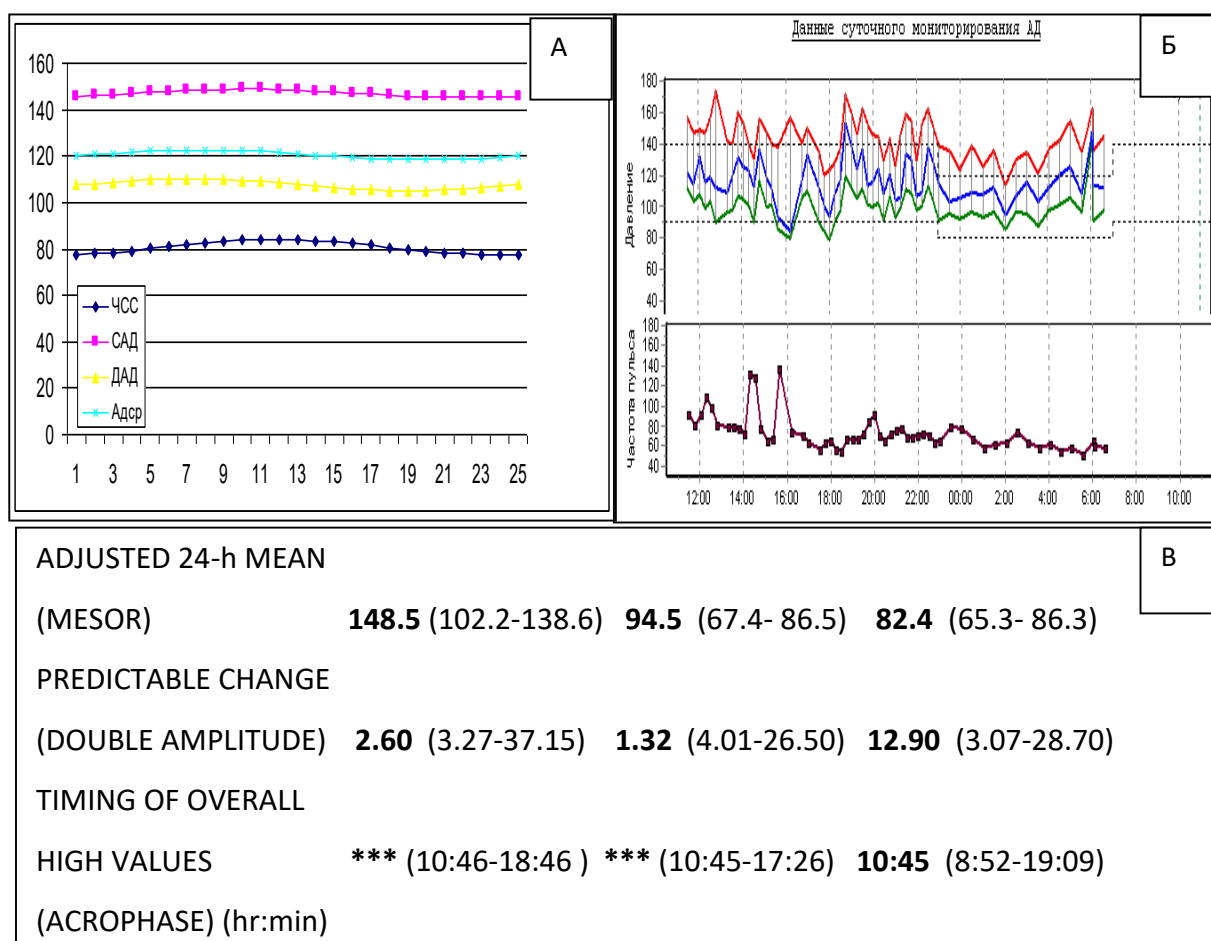 А
160
140
120
100
80
60
40
20
0
ЧСС
САД
ДАД
Адср
1 3 5 7 9 11 13 15 17 19 21 23 25
Данные суточного мониторирования АД
Б
180
160
140
120
100
80
60
40
Давление
180
160
140
120
100
80
60
40
Частота пульса
12:00 14:00 16:00 18:00 20:00 22:00 00:00 2:00 4:00 6:00 8:00 10:00
В
ADJUSTED 24-h MEAN
(MESOR) 148.5 (102.2-138.6) 94.5 (67.4- 86.5) 82.4 (65.3- 86.3)
PREDICTABLE CHANGE
(DOUBLE AMPLITUDE) 2.60 (3.27-37.15) 1.32 (4.01-26.50) 12.90 (3.07-28.70)
TIMING OF OVERALL
HIGH VALUES *** (10:46-18:46 ) *** (10:45-17:26) 10:45 (8:52-19:09)
(ACROPHASE) (hr:min)